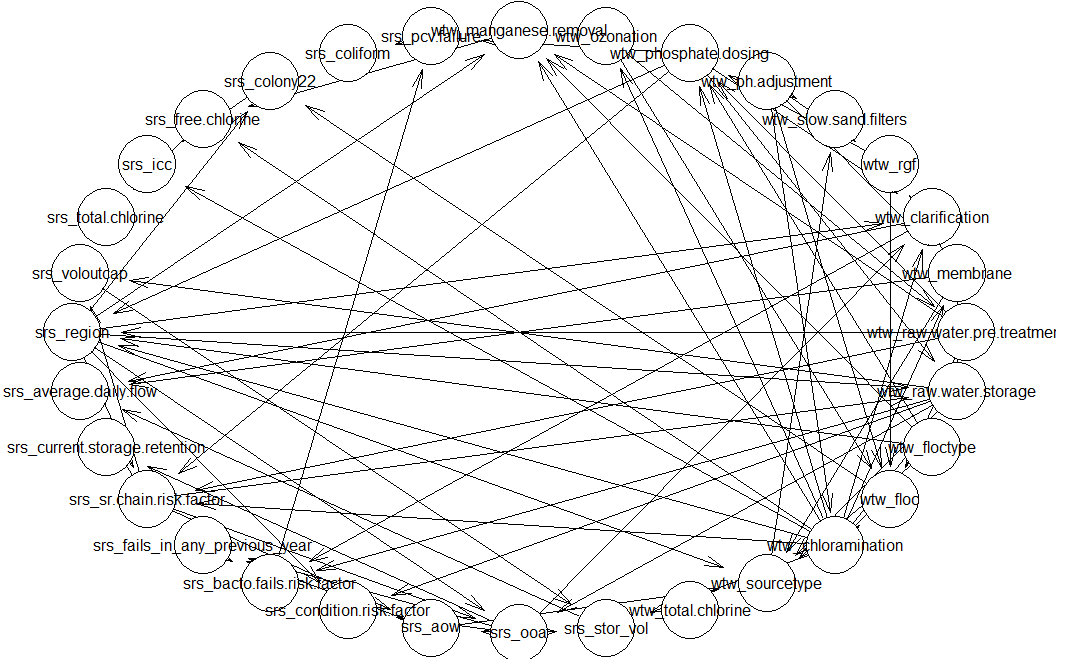 wtw_manganese.removal
srs_pcv.failure
wtw_ozonation
srs_coliform
wtw_phosphate.dosing
srs_colony22
wtw_ph.adjustment
srs_free.chlorine
wtw_slow.sand.filters
srs_icc
wtw_rgf
srs_total.chlorine
wtw_clarification
srs_voloutcap
wtw_membrane
srs_region
wtw_raw.water.pre.treatmen
srs_average.daily.flow
wtw_raw.water.storage
srs_current.storage.retention
wtw_floctype
srs_sr.chain.risk.factor
wtw_floc
srs_fails_in_any_previous_year
wtw_chloramination
srs_bacto.fails.risk.factor
wtw_sourcetype
srs_condition.risk.factor
wtw_total.chlorine
srs_aow
srs_stor_vol
srs_ooa